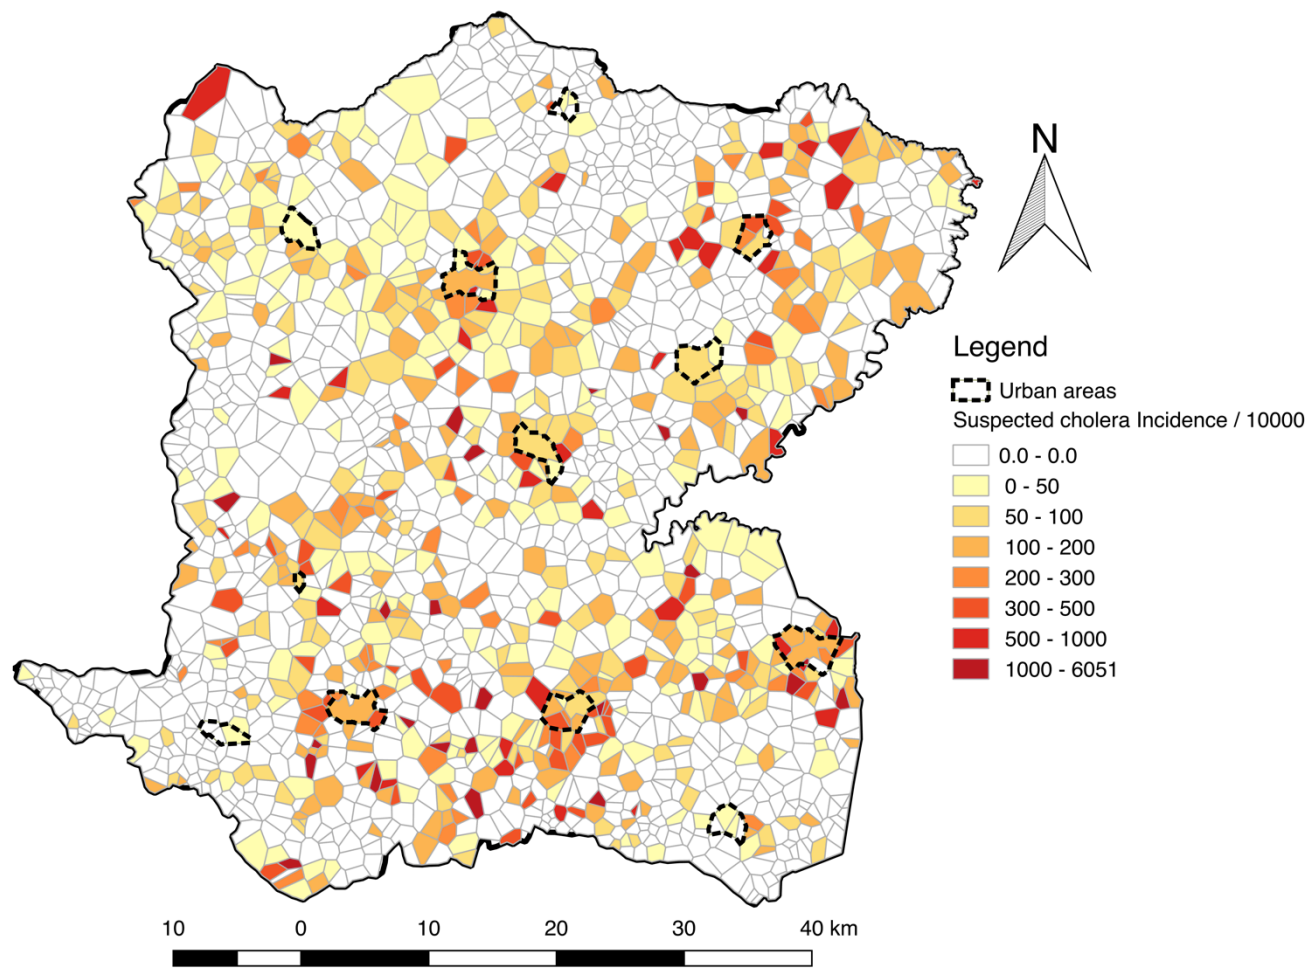 N
Legend
Urban areas
Suspected cholera Incidence / 10000
0.0 - 0.0
0 - 50
50 - 100
100 - 200
200 - 300
300 - 500
500 - 1000
1000 - 6051
10 0 10 20 30 40 km